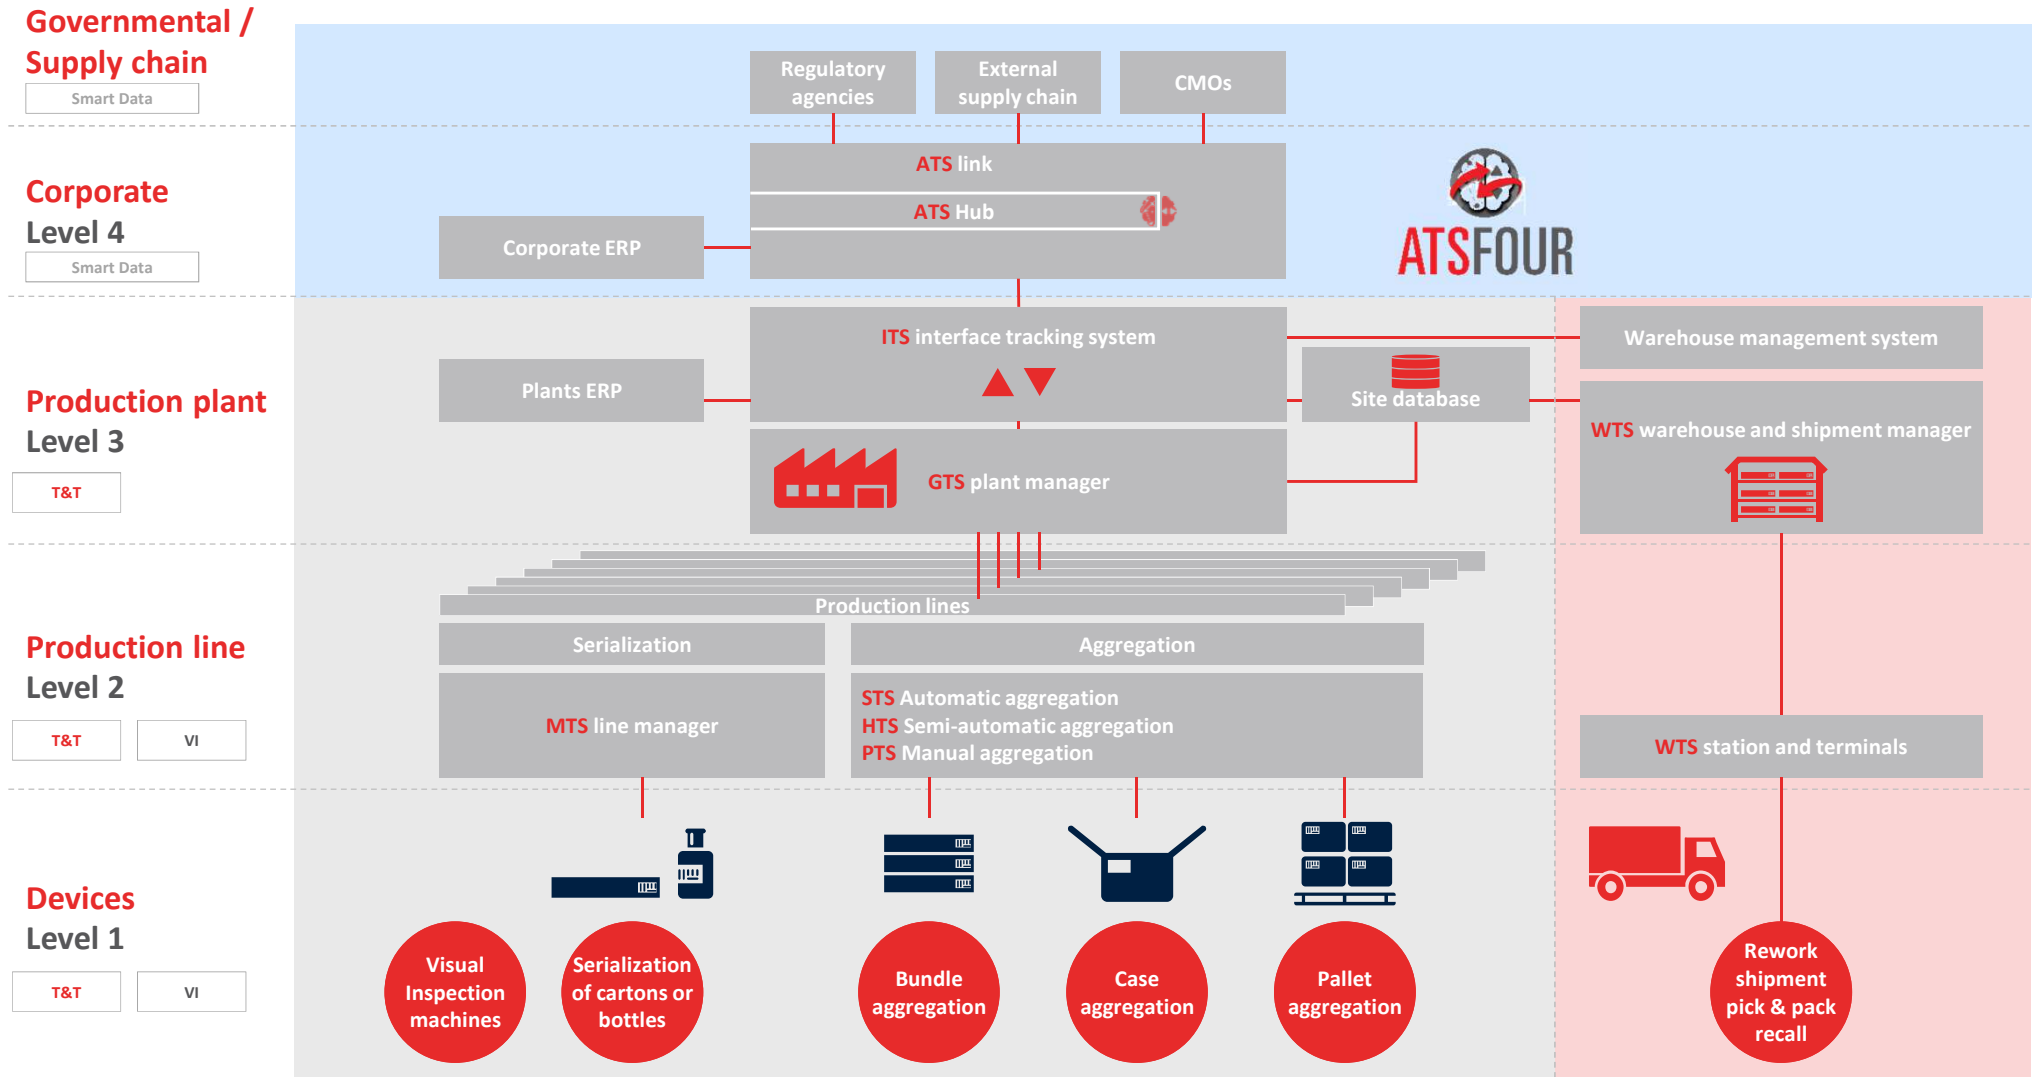 Governmental /
Supply chain
Smart Data
Regulatory
agencies
External
supply chain
CMOs
Corporate
Level 4
Smart Data
ATS link
ATS Hub
Corporate ERP
ATSFOUR
Production plant
Level 3
T&T
ITS interface tracking system
Plants ERP
Site database
GTS plant manager
Warehouse management system
WTS warehouse and shipment manager
Production line
Level 2
T&T
VI
Production lines
Serialization
Aggregation
MTS line manager
STS Automatic aggregation
HTS Semi-automatic aggregation
PTS Manual aggregation
WTS station and terminals
Devices
Level 1
T&T
VI
Visual
Inspection
machines
Serialization
of cartons or
bottles
Bundle
aggregation
Case
aggregation
Pallet
aggregation
Rework
shipment
pick & pack
recall